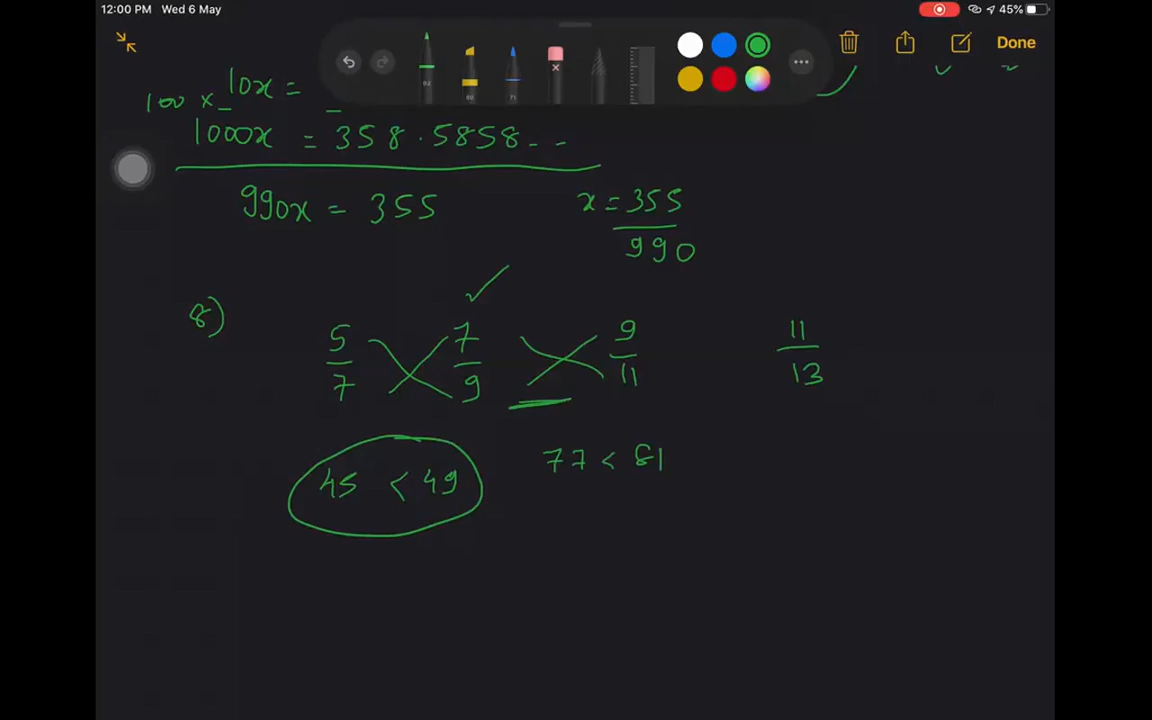 12:00 PM Wed 6 May
45%
Done
10x =
100 x
1000x = 358.5858...
990x = 355
x = 355
990
8)
5 7 9 11
7 9 11 13
45 < 49
77 < 81